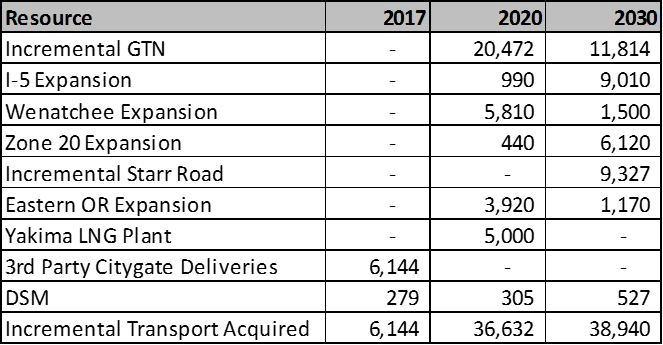 Resource 2017 2020 2030
Incremental GTN - 20,472 11,814
I-5 Expansion - 990 9,010
Wenatchee Expansion - 5,810 1,500
Zone 20 Expansion - 440 6,120
Incremental Starr Road - - 9,327
Eastern OR Expansion - 3,920 1,170
Yakima LNG Plant - 5,000 -
3rd Party Citygate Deliveries 6,144 - -
DSM 279 305 527
Incremental Transport Acquired 6,144 36,632 38,940